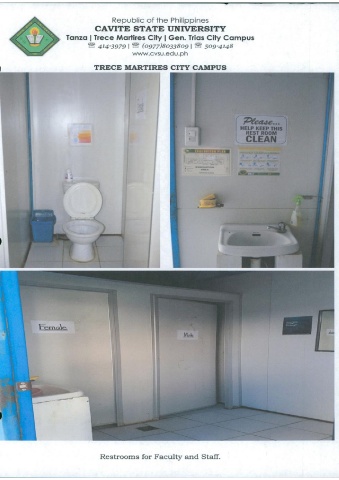 Republic of the Philippines
CAVITE STATE UNIVERSITY
Tanza | Trece Martires City | Gen. Trias City Campus
☏ 414-3979 | ☏ (0977)8033809 | ☏ 509-4148
www.cvsu.edu.ph
TRECE MARTIRES CITY CAMPUS
Please...
HELP KEEP THIS
REST ROOM
CLEAN
Female
Male
Restrooms for Faculty and Staff.